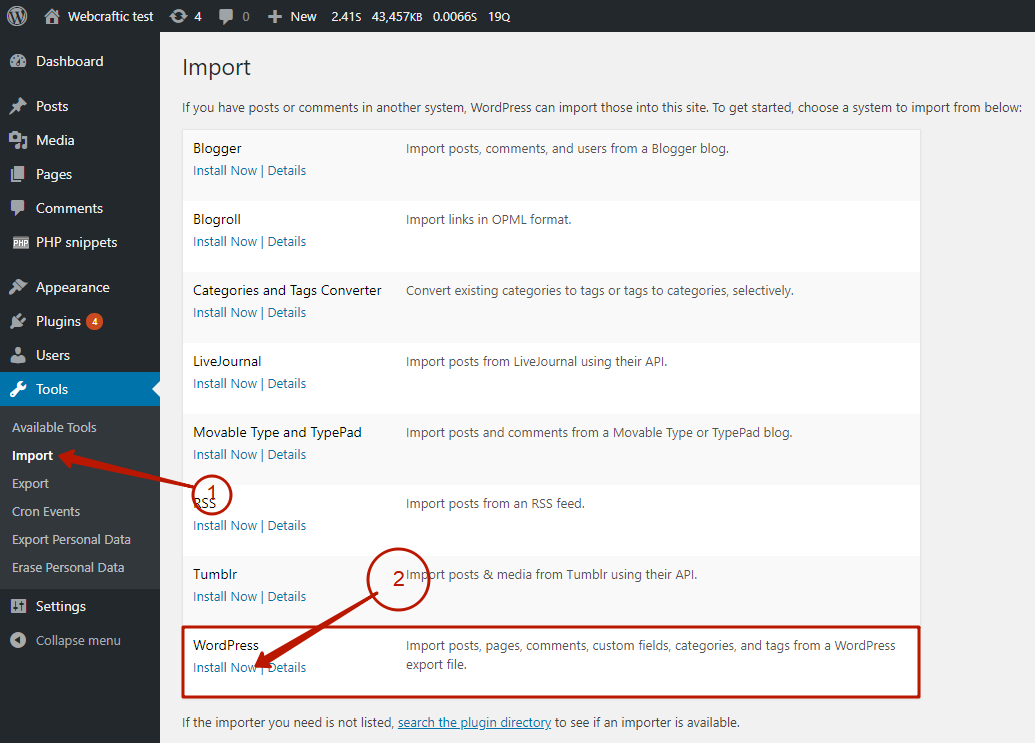 Webcraftic test 4 0 New 2.41S 43,457KB 0.0066S 19Q
Dashboard
Posts
Media
Pages
Comments
PHP PHP snippets
Appearance
Plugins 4
Users
Tools
Available Tools
Import
Export
Cron Events
Export Personal Data
Erase Personal Data
Settings
Collapse menu
Import
If you have posts or comments in another system, WordPress can import those into this site. To get started, choose a system to import from below:
Blogger Import posts, comments, and users from a Blogger blog.
Install Now | Details
Blogroll Import links in OPML format.
Install Now | Details
Categories and Tags Converter Convert existing categories to tags or tags to categories, selectively.
Install Now | Details
LiveJournal Import posts from LiveJournal using their API.
Install Now | Details
Movable Type and TypePad Import posts and comments from a Movable Type or TypePad blog.
Install Now | Details
1
RSS Import posts from an RSS feed.
Install Now | Details
2
Tumblr Import posts & media from Tumblr using their API.
Install Now | Details
WordPress Import posts, pages, comments, custom fields, categories, and tags from a WordPress
export file.
Install Now | Details
If the importer you need is not listed, search the plugin directory to see if an importer is available.